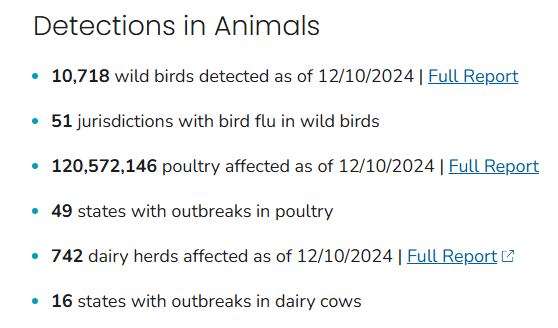 Detections in Animals
10,718 wild birds detected as of 12/10/2024 | Full Report
51 jurisdictions with bird flu in wild birds
120,572,146 poultry affected as of 12/10/2024 | Full Report
49 states with outbreaks in poultry
742 dairy herds affected as of 12/10/2024 | Full Report
16 states with outbreaks in dairy cows